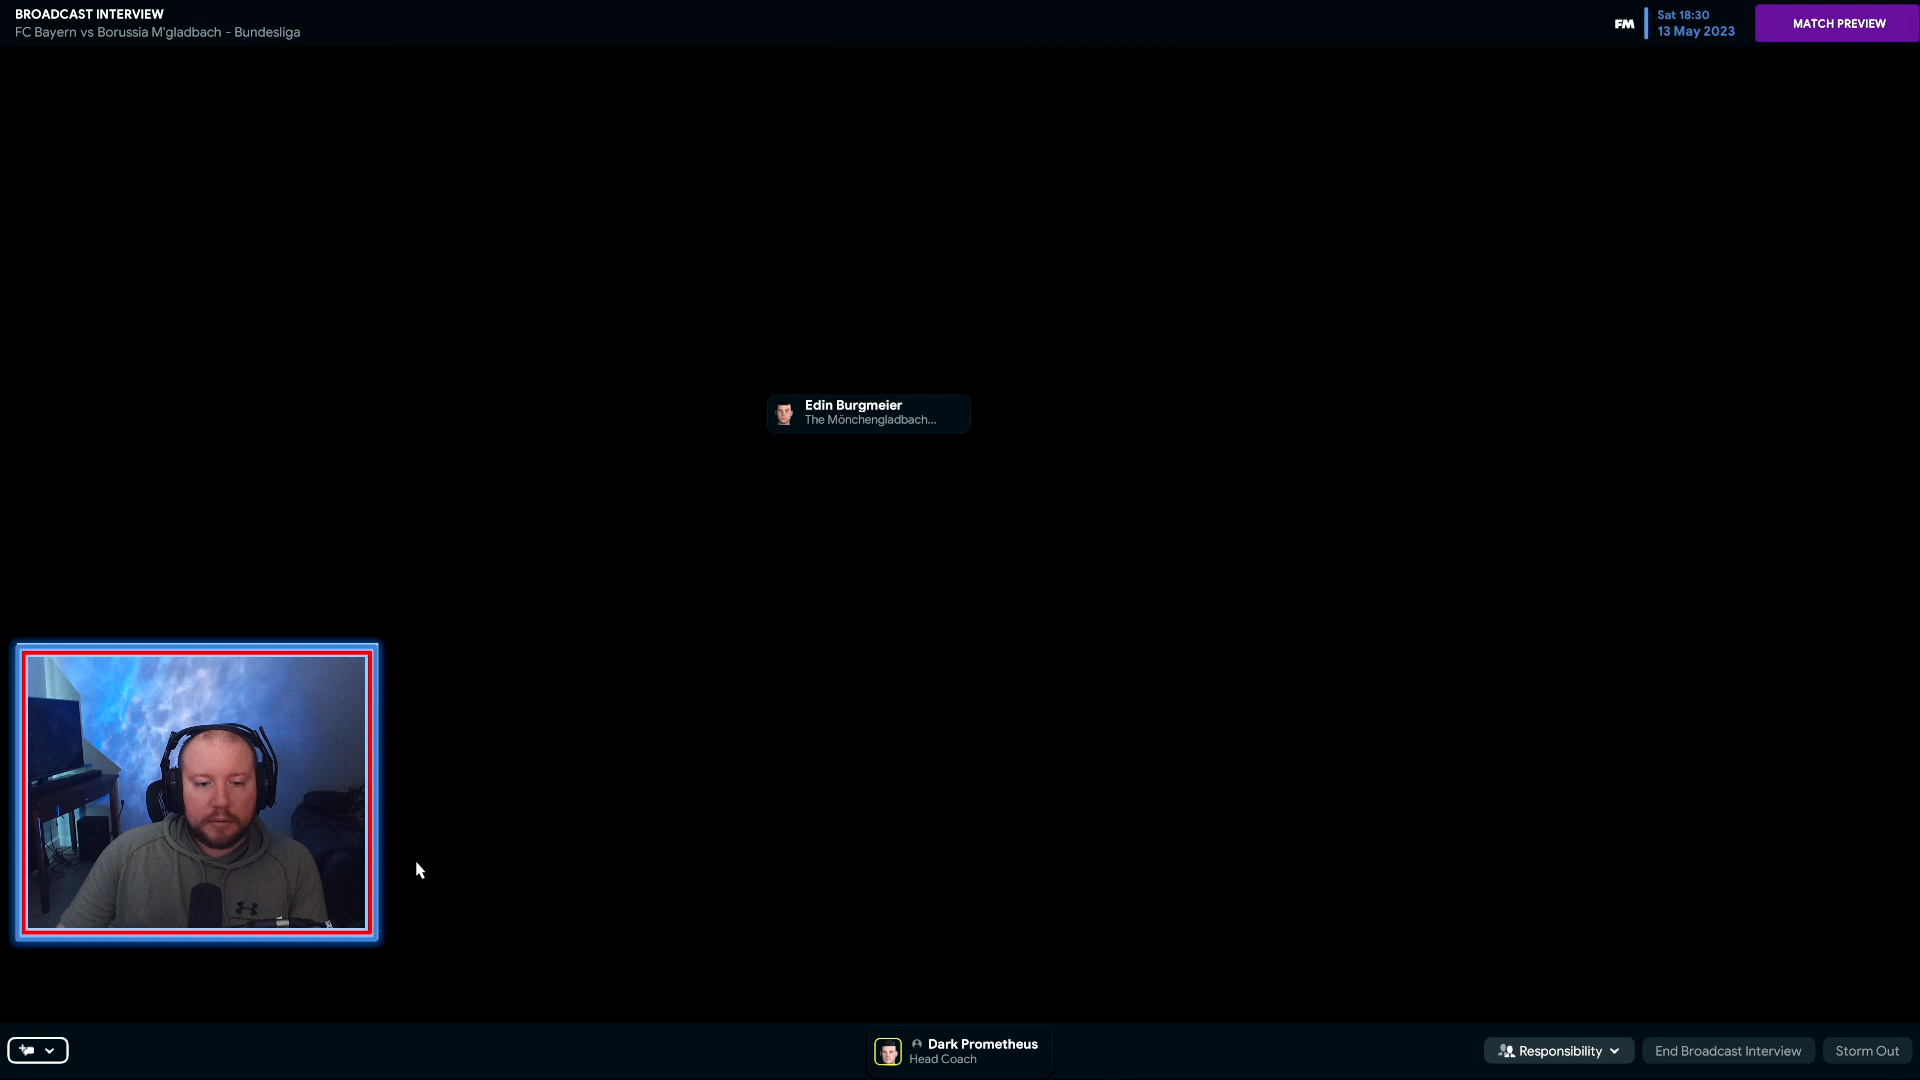 BROADCAST INTERVIEW
FC Bayern vs Borussia M'gladbach - Bundesliga
FM
Sat 18:30
13 May 2023
MATCH PREVIEW
Edin Burgmeier
The Mönchengladbach...
Dark Prometheus
Head Coach
Responsibility
End Broadcast Interview
Storm Out